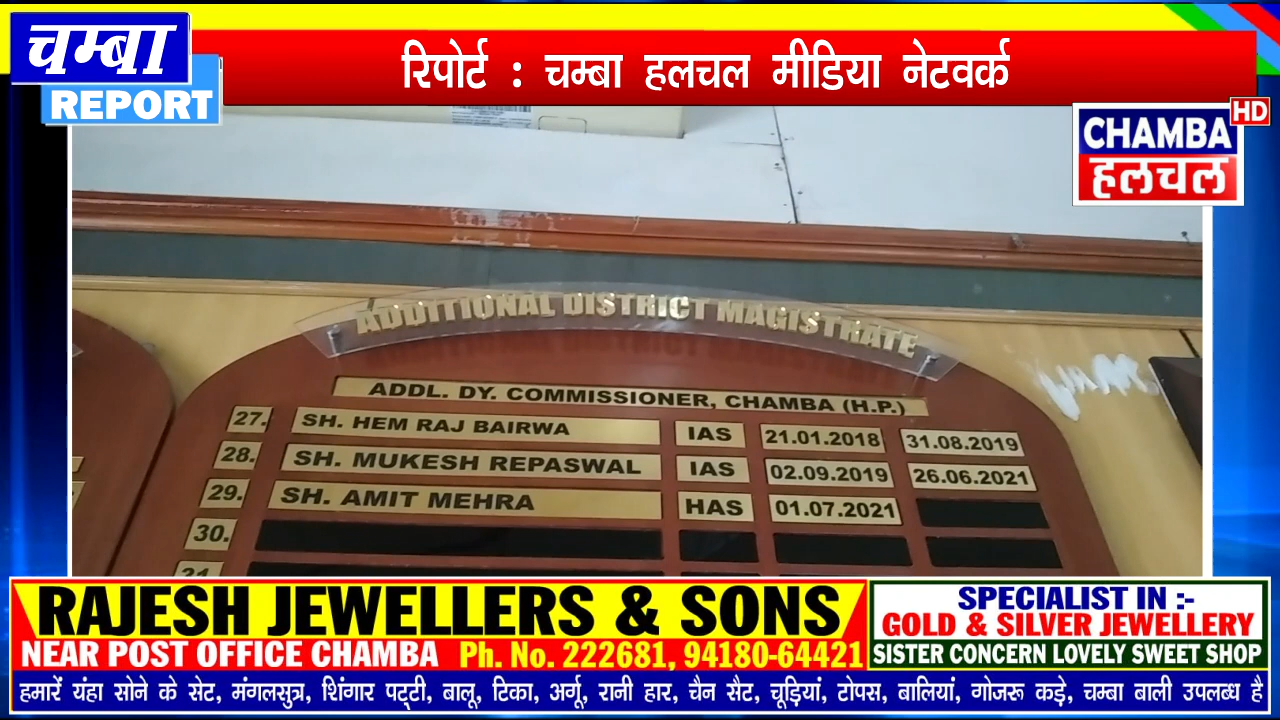 चम्बा
REPORT
रिपोर्ट : चम्बा हलचल मीडिया नेटवर्क
HD
CHAMBA
हलचल
ADDITIONAL DISTRICT MAGISTRATE
ADDL. DY. COMMISSIONER, CHAMBA (H.P.)
27. SH. HEM RAJ BAIRWA IAS 21.01.2018 31.08.2019
28. SH. MUKESH REPASWAL IAS 02.09.2019 26.06.2021
29. SH. AMIT MEHRA HAS 01.07.2021
30.
RAJESH JEWELLERS & SONS
NEAR POST OFFICE CHAMBA Ph. No. 222681, 94180-64421
SPECIALIST IN :-
GOLD & SILVER JEWELLERY
SISTER CONCERN LOVELY SWEET SHOP
हमारें यंहा सोने के सेट, मंगलसुत्र, शिंगार पट्टी, बालू, टिका, अर्गू, रानी हार, चैन सैट, चूड़ियां, टोपस, बालियां, गोजरू कड़े, चम्बा बाली उपलब्ध है